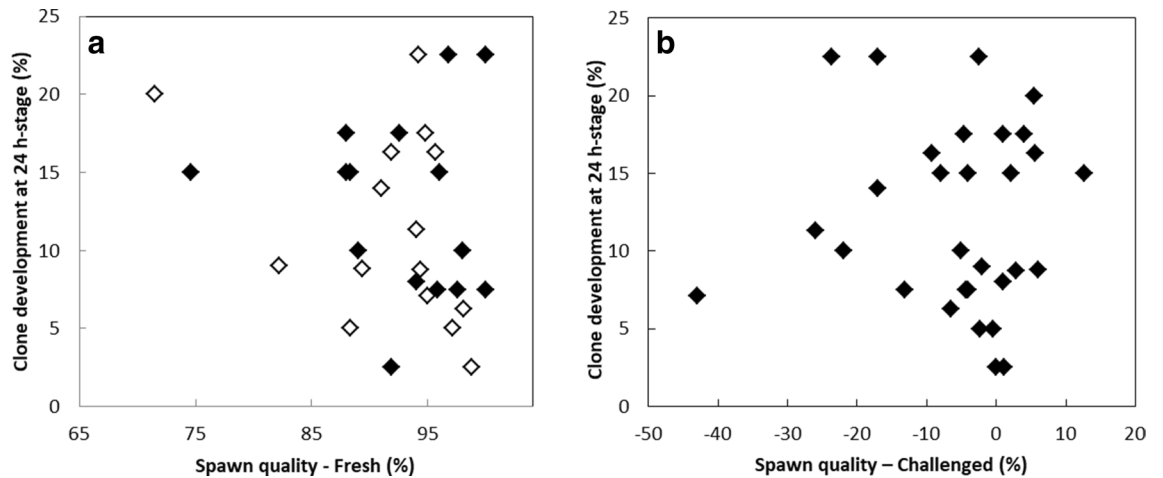 a
Clone development at 24 h-stage (%)
25
20
15
10
5
0
65 75 85 95
Spawn quality - Fresh (%)
b
Clone development at 24 h-stage (%)
25
20
15
10
5
0
-50 -40 -30 -20 -10 0 10 20
Spawn quality – Challenged (%)